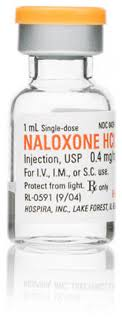 1 mL Single-dose NDC
NALOXONE HC
Injection, USP 0.4 mg/
For I.V., I.M., or S.C. use.
Protect from light. Rx only
RL-0591 (9/04)
HOSPIRA, INC., LAKE FOREST, IL